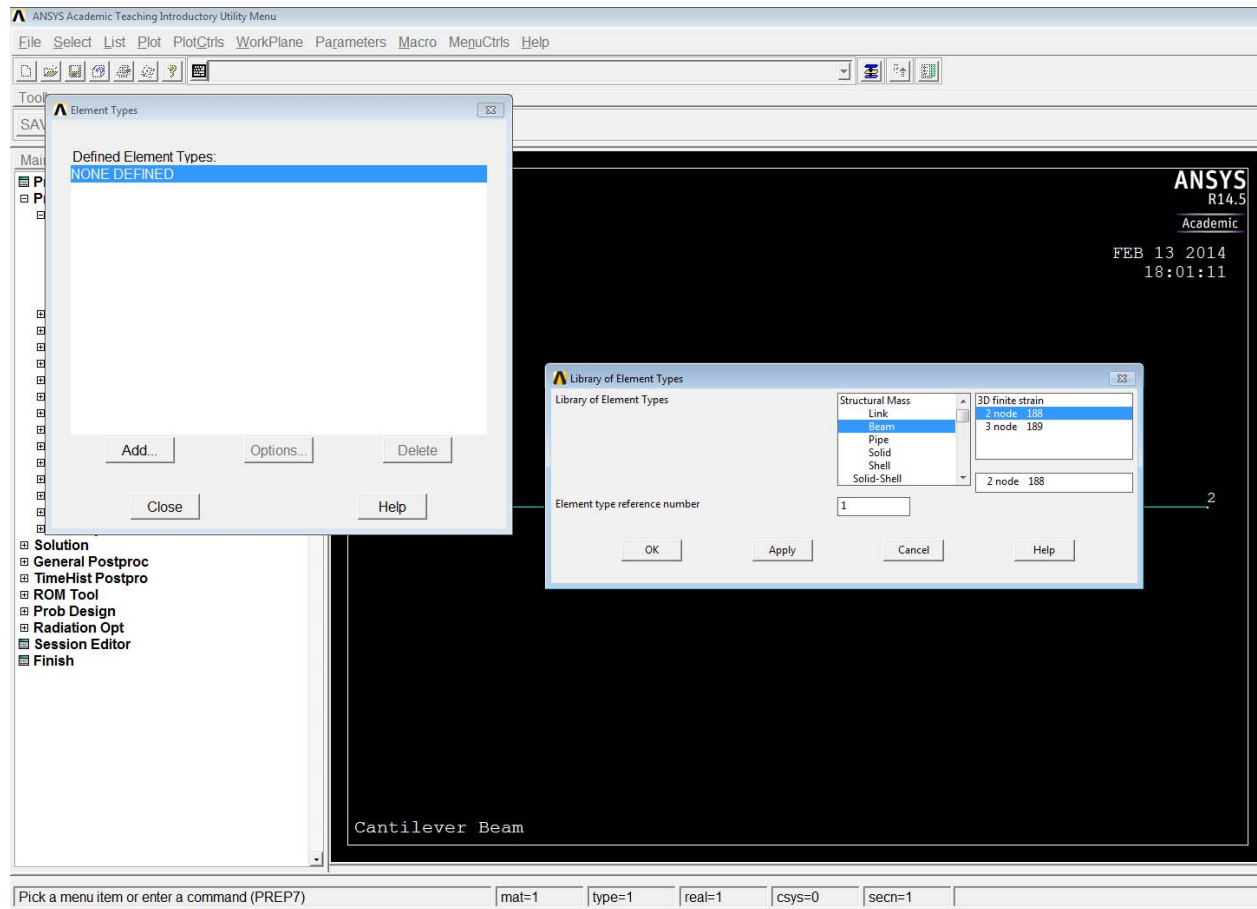 ANSYS Academic Teaching Introductory Utility Menu
File Select List Plot PlotCtrls WorkPlane Parameters Macro MenuCtrls Help
Element Types
SAV
Defined Element Types:
NONE DEFINED
Add...
Options...
Delete
Close
Help
Solution
General Postproc
TimeHist Postpro
ROM Tool
Prob Design
Radiation Opt
Session Editor
Finish
ANSYS
R14.5
Academic
FEB 13 2014
18:01:11
Library of Element Types
Library of Element Types
Structural Mass
Link
Beam
Pipe
Solid
Shell
Solid-Shell
3D finite strain
2 node 188
3 node 189
2 node 188
Element type reference number
1
OK
Apply
Cancel
Help
2
Cantilever Beam
Pick a menu item or enter a command (PREP7)
mat=1
type=1
real=1
csys=0
secn=1